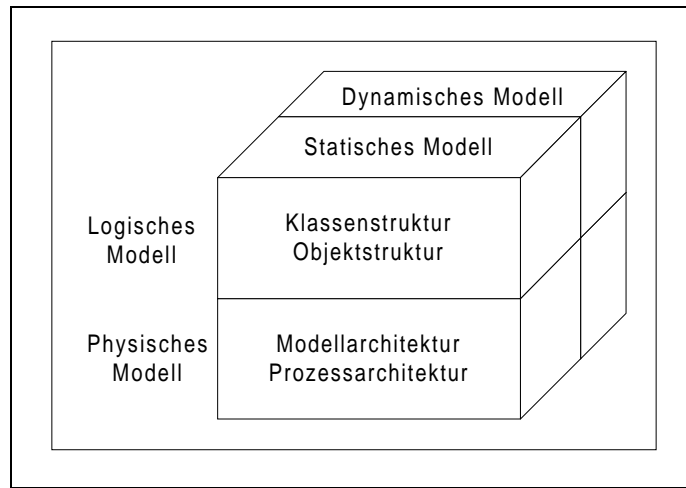 Dynamisches Modell
Statisches Modell
Logisches
Modell
Klassenstruktur
Objektstruktur
Physisches
Modell
Modellarchitektur
Prozessarchitektur